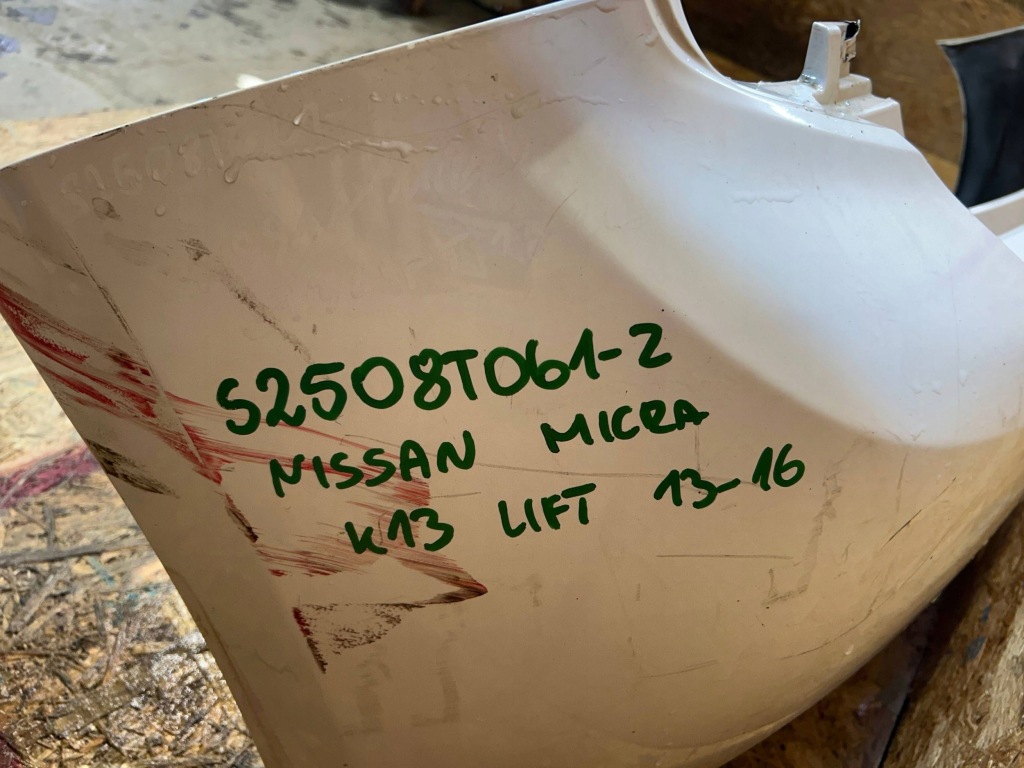 S2508T061-2
NISSAN MICRA
K13 LIFT 13-16